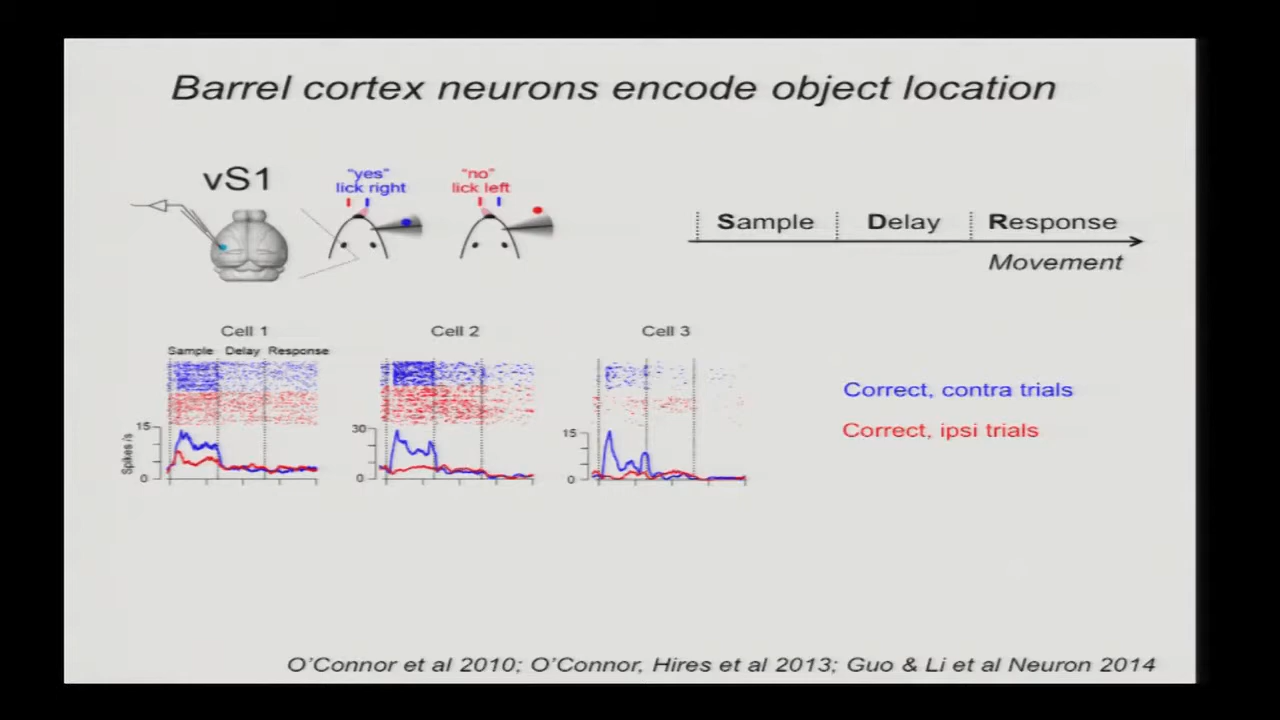 Barrel cortex neurons encode object location
vS1
"yes"
lick right
"no"
lick left
Sample
Delay
Response
Movement
Cell 1
Cell 2
Cell 3
Sample Delay Response
15
0
Spikes /s
30
0
15
0
Correct, contra trials
Correct, ipsi trials
O'Connor et al 2010; O'Connor, Hires et al 2013; Guo & Li et al Neuron 2014